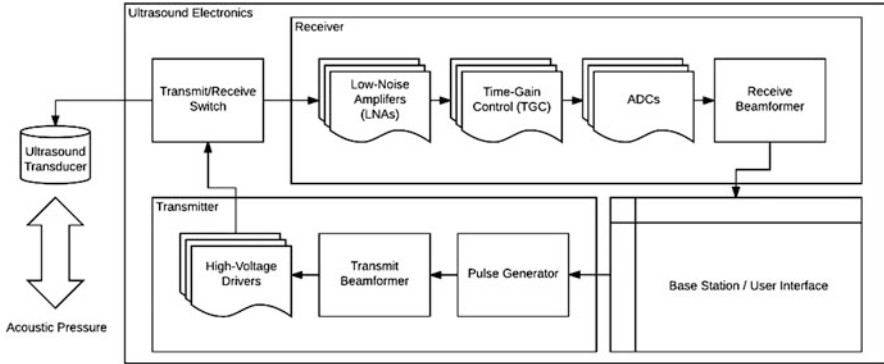 Ultrasound Electronics
Receiver
Transmit/Receive
Switch
Low-Noise
Amplifers
(LNAs)
Time-Gain
Control (TGC)
ADCs
Receive
Beamformer
Ultrasound
Transducer
Transmitter
High-Voltage
Drivers
Transmit
Beamformer
Pulse Generator
Base Station / User Interface
Acoustic Pressure